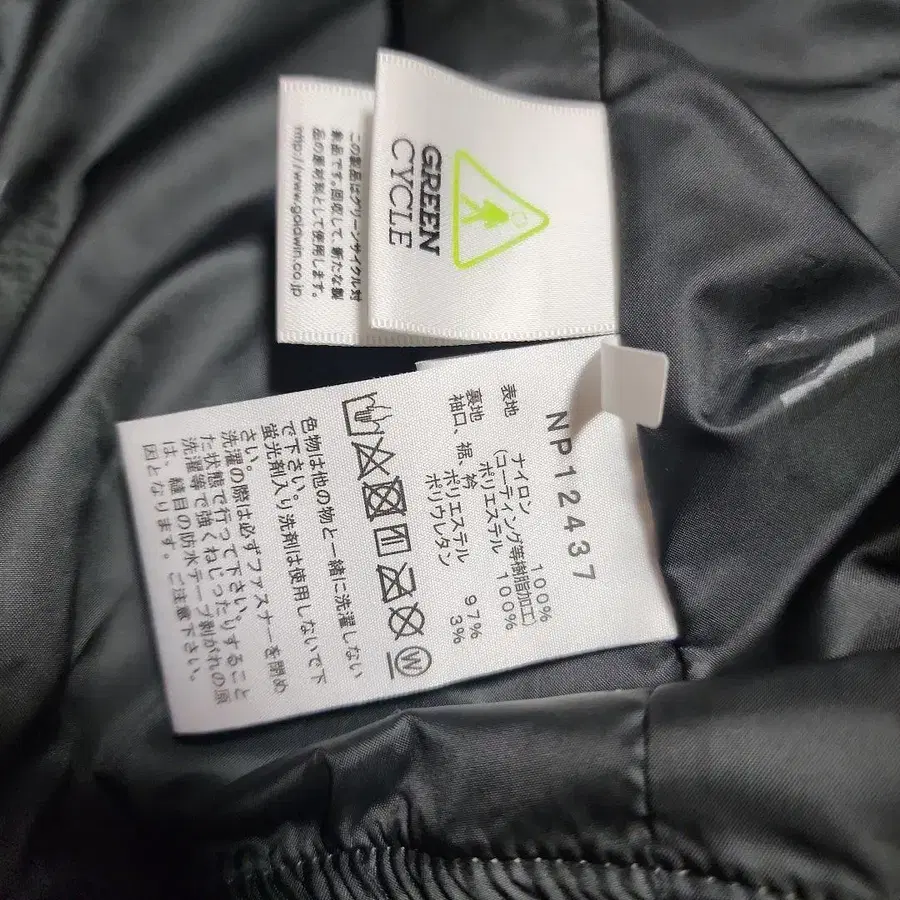 GREEN
CYCLE
この製品はグリーンサイクル対
象品です。回収して、新たな製
品の原材料として使用します。
http://www.goldwin.co.jp
NP12437
表地 ナイロン 100%
(コーティング等樹脂加工)
裏地 ポリエステル 100%
袖口、裾、衿
ポリエステル 97%
ポリウレタン 3%
W
色物は他の物と一緒に洗濯しない
で下さい。
蛍光剤入り洗剤は使用しないで下
さい。
洗濯の際は必ずファスナーを閉め
た状態で行って下さい。
洗濯等で強くねじったりすること
は、縫目の防水テープ剥がれの原
因となります。ご注意下さい。